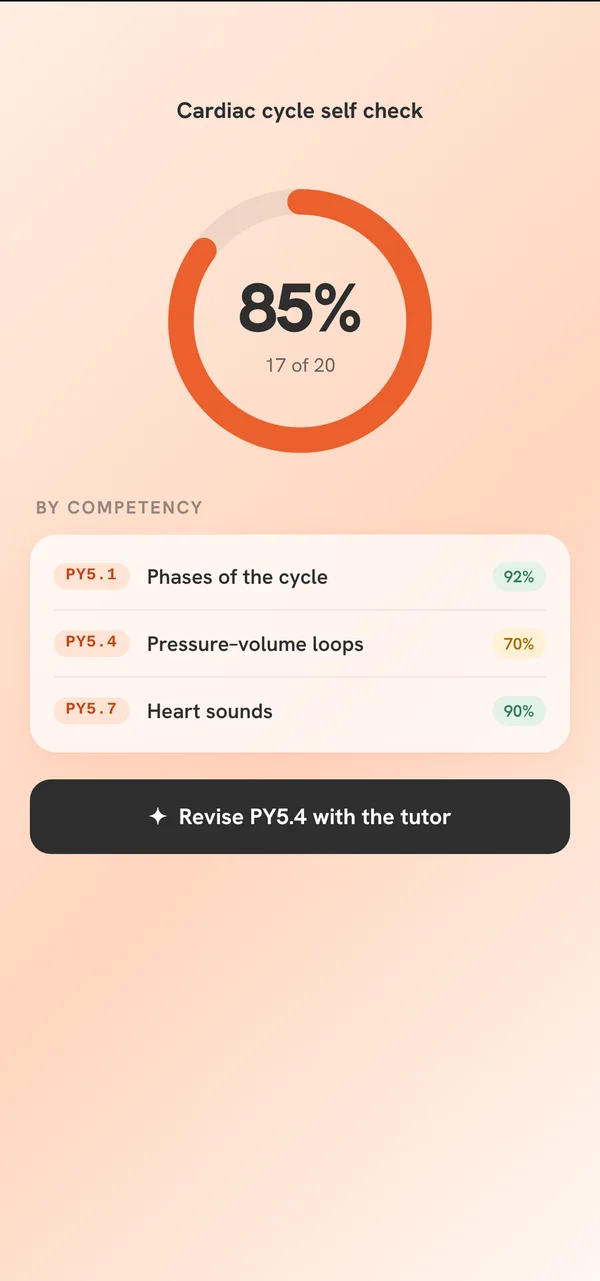 Cardiac cycle self check
85%
17 of 20
BY COMPETENCY
PY5.1 Phases of the cycle 92%
PY5.4 Pressure–volume loops 70%
PY5.7 Heart sounds 90%
✦ Revise PY5.4 with the tutor